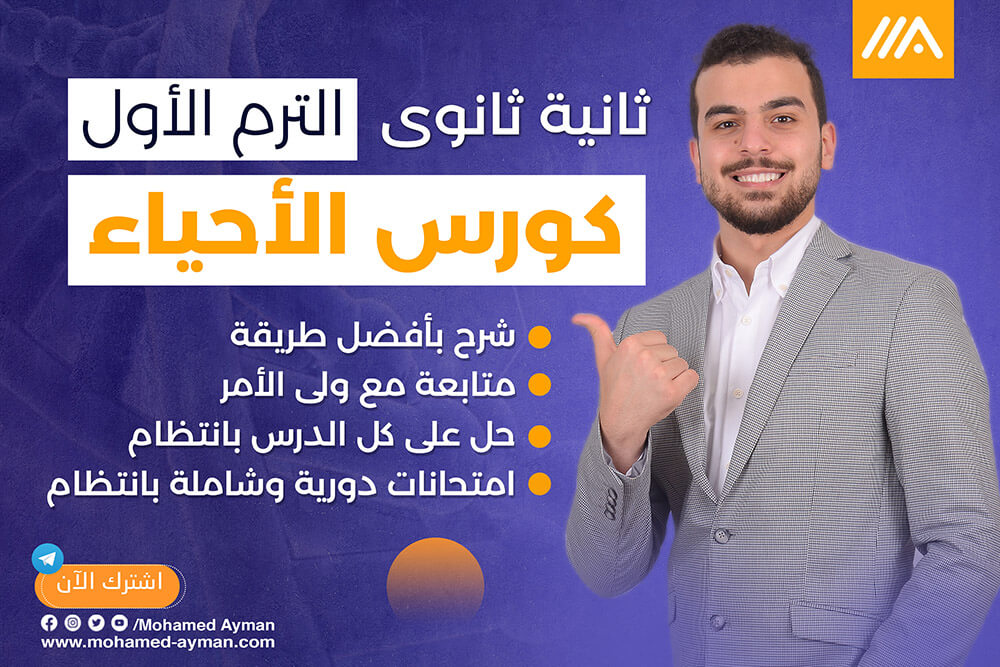 ثانية ثانوى الترم الأول
كورس الأحياء
شرح بأفضل طريقة
متابعة مع ولى الأمر
حل على كل الدرس بانتظام
امتحانات دورية وشاملة بانتظام
اشترك الآن
/Mohamed Ayman
www.mohamed-ayman.com